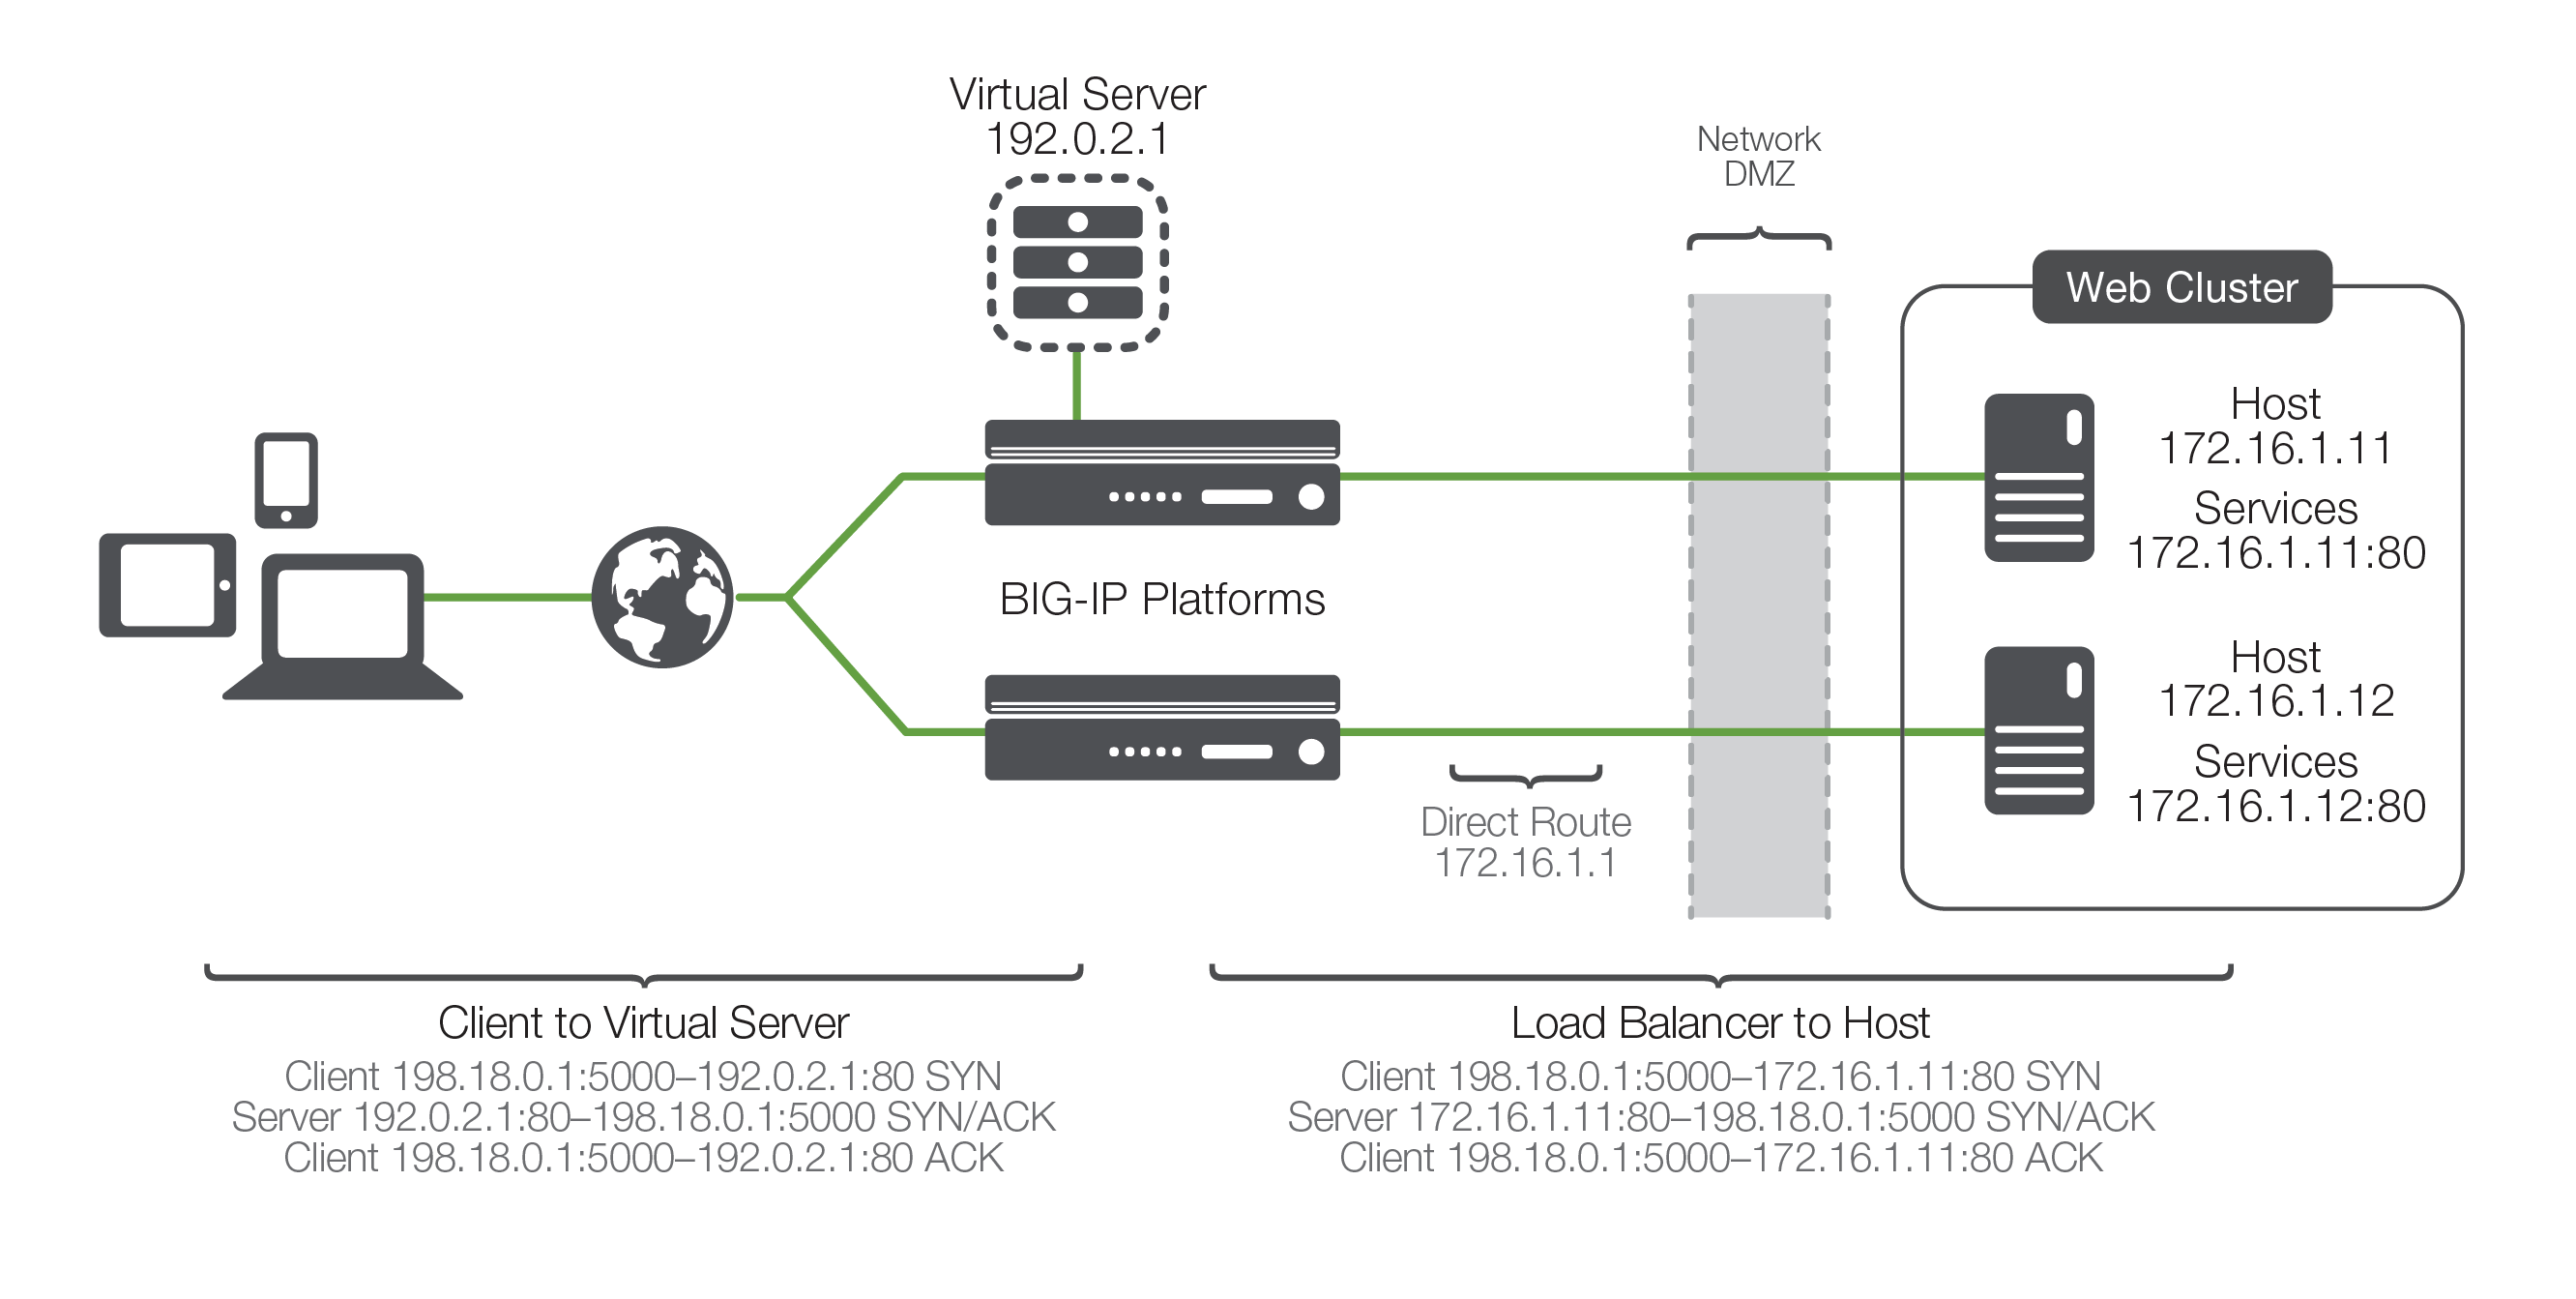 Virtual Server
192.0.2.1
Network
DMZ
Web Cluster
Host
172.16.1.11
Services
172.16.1.11:80
BIG-IP Platforms
Host
172.16.1.12
Services
172.16.1.12:80
Direct Route
172.16.1.1
Client to Virtual Server
Client 198.18.0.1:5000–192.0.2.1:80 SYN
Server 192.0.2.1:80–198.18.0.1:5000 SYN/ACK
Client 198.18.0.1:5000–192.0.2.1:80 ACK
Load Balancer to Host
Client 198.18.0.1:5000–172.16.1.11:80 SYN
Server 172.16.1.11:80–198.18.0.1:5000 SYN/ACK
Client 198.18.0.1:5000–172.16.1.11:80 ACK